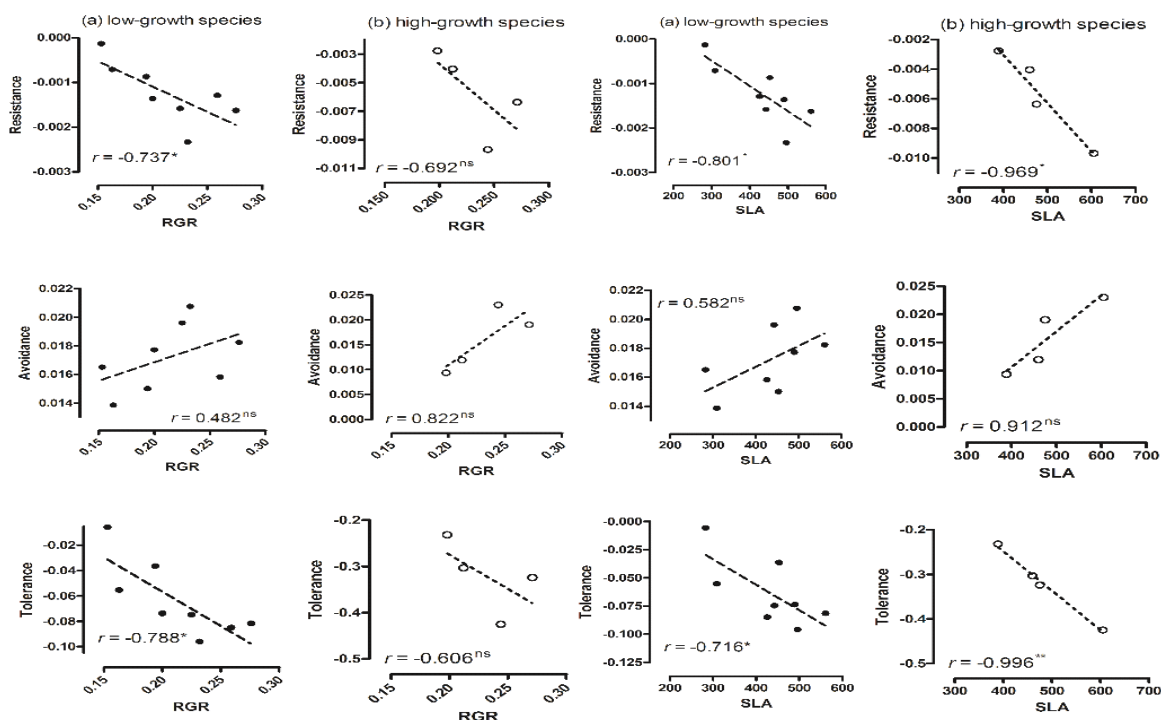 (a) low-growth species
(b) high-growth species
(a) low-growth species
(b) high-growth species
Resistance
0.000
-0.001
-0.002
-0.003
r = -0.737*
0.15
0.20
0.25
0.30
RGR
Resistance
-0.003
-0.005
-0.007
-0.009
-0.011
r = -0.692ns
0.150
0.200
0.250
0.300
RGR
Resistance
0.000
-0.001
-0.002
-0.003
r = -0.801*
200
300
400
500
600
SLA
Resistance
-0.002
-0.004
-0.006
-0.008
-0.010
r = -0.969*
300
400
500
600
700
SLA
Avoidance
0.022
0.020
0.018
0.016
0.014
r = 0.482ns
0.15
0.20
0.25
0.30
RGR
Avoidance
0.025
0.020
0.015
0.010
0.005
0.000
r = 0.822ns
0.15
0.20
0.25
0.30
RGR
Avoidance
0.022
0.020
0.018
0.016
0.014
r = 0.582ns
200
300
400
500
600
SLA
Avoidance
0.025
0.020
0.015
0.010
0.005
0.000
r = 0.912ns
300
400
500
600
700
SLA
Tolerance
-0.02
-0.04
-0.06
-0.08
-0.10
r = -0.788*
0.15
0.20
0.25
0.30
RGR
Tolerance
-0.2
-0.3
-0.4
-0.5
r = -0.606ns
0.15
0.20
0.25
0.30
RGR
Tolerance
-0.000
-0.025
-0.050
-0.075
-0.100
-0.125
r = -0.716*
200
300
400
500
600
SLA
Tolerance
-0.2
-0.3
-0.4
-0.5
r = -0.996**
300
400
500
600
700
SLA